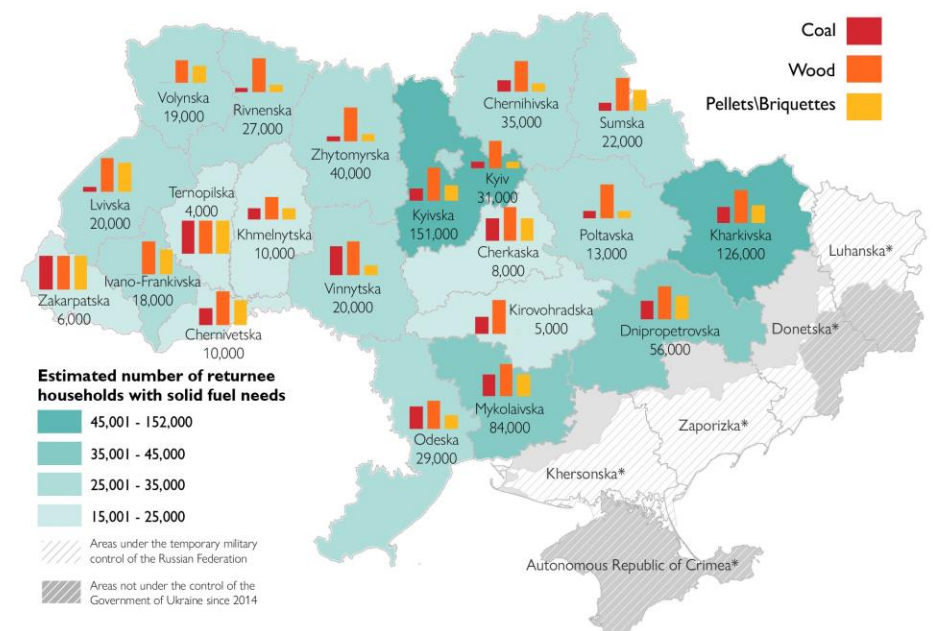 Coal
Wood
Pellets\Briquettes
Volynska
19,000
Rivnenska
27,000
Zhytomyrska
40,000
Chernihivska
35,000
Sumska
22,000
Kyiv
31,000
Kyivska
151,000
Lvivska
20,000
Ternopilska
4,000
Khmelnytska
10,000
Cherkaska
8,000
Poltavska
13,000
Kharkivska
126,000
Luhanska*
Zakarpatska
6,000
Ivano-Frankivska
18,000
Vinnytska
20,000
Chernivetska
10,000
Kirovohradska
5,000
Dnipropetrovska
56,000
Donetska*
Mykolaivska
84,000
Odeska
29,000
Zaporizka*
Khersonska*
Autonomous Republic of Crimea*
Estimated number of returnee
households with solid fuel needs
45,001 - 152,000
35,001 - 45,000
25,001 - 35,000
15,001 - 25,000
Areas under the temporary military
control of the Russian Federation
Areas not under the control of the
Government of Ukraine since 2014